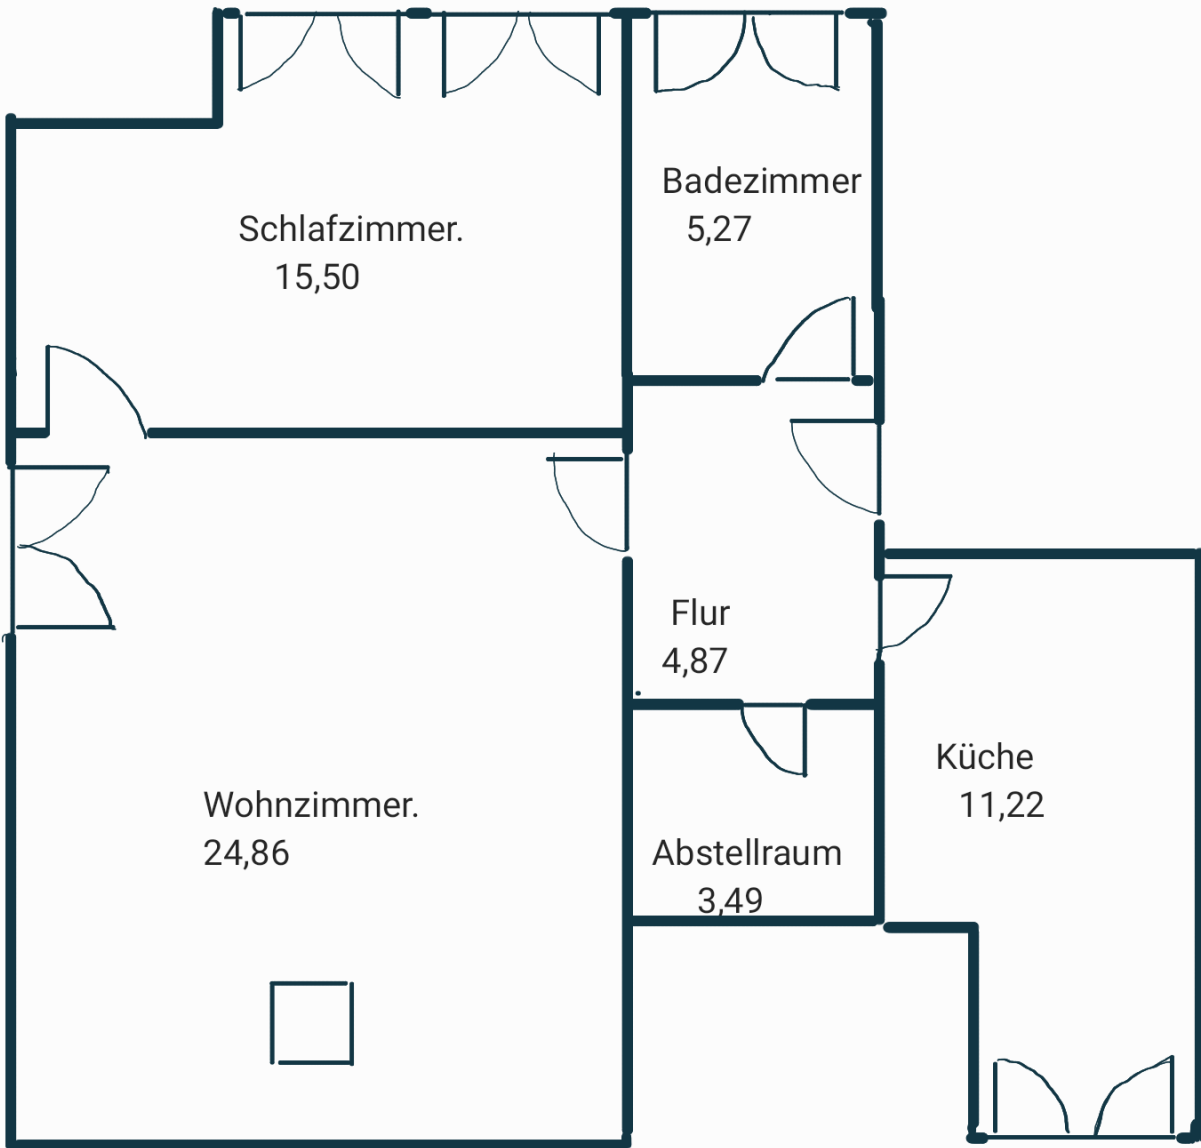 Badezimmer
5,27
Schlafzimmer.
15,50
Flur
4,87
Küche
11,22
Wohnzimmer.
24,86
Abstellraum
3,49